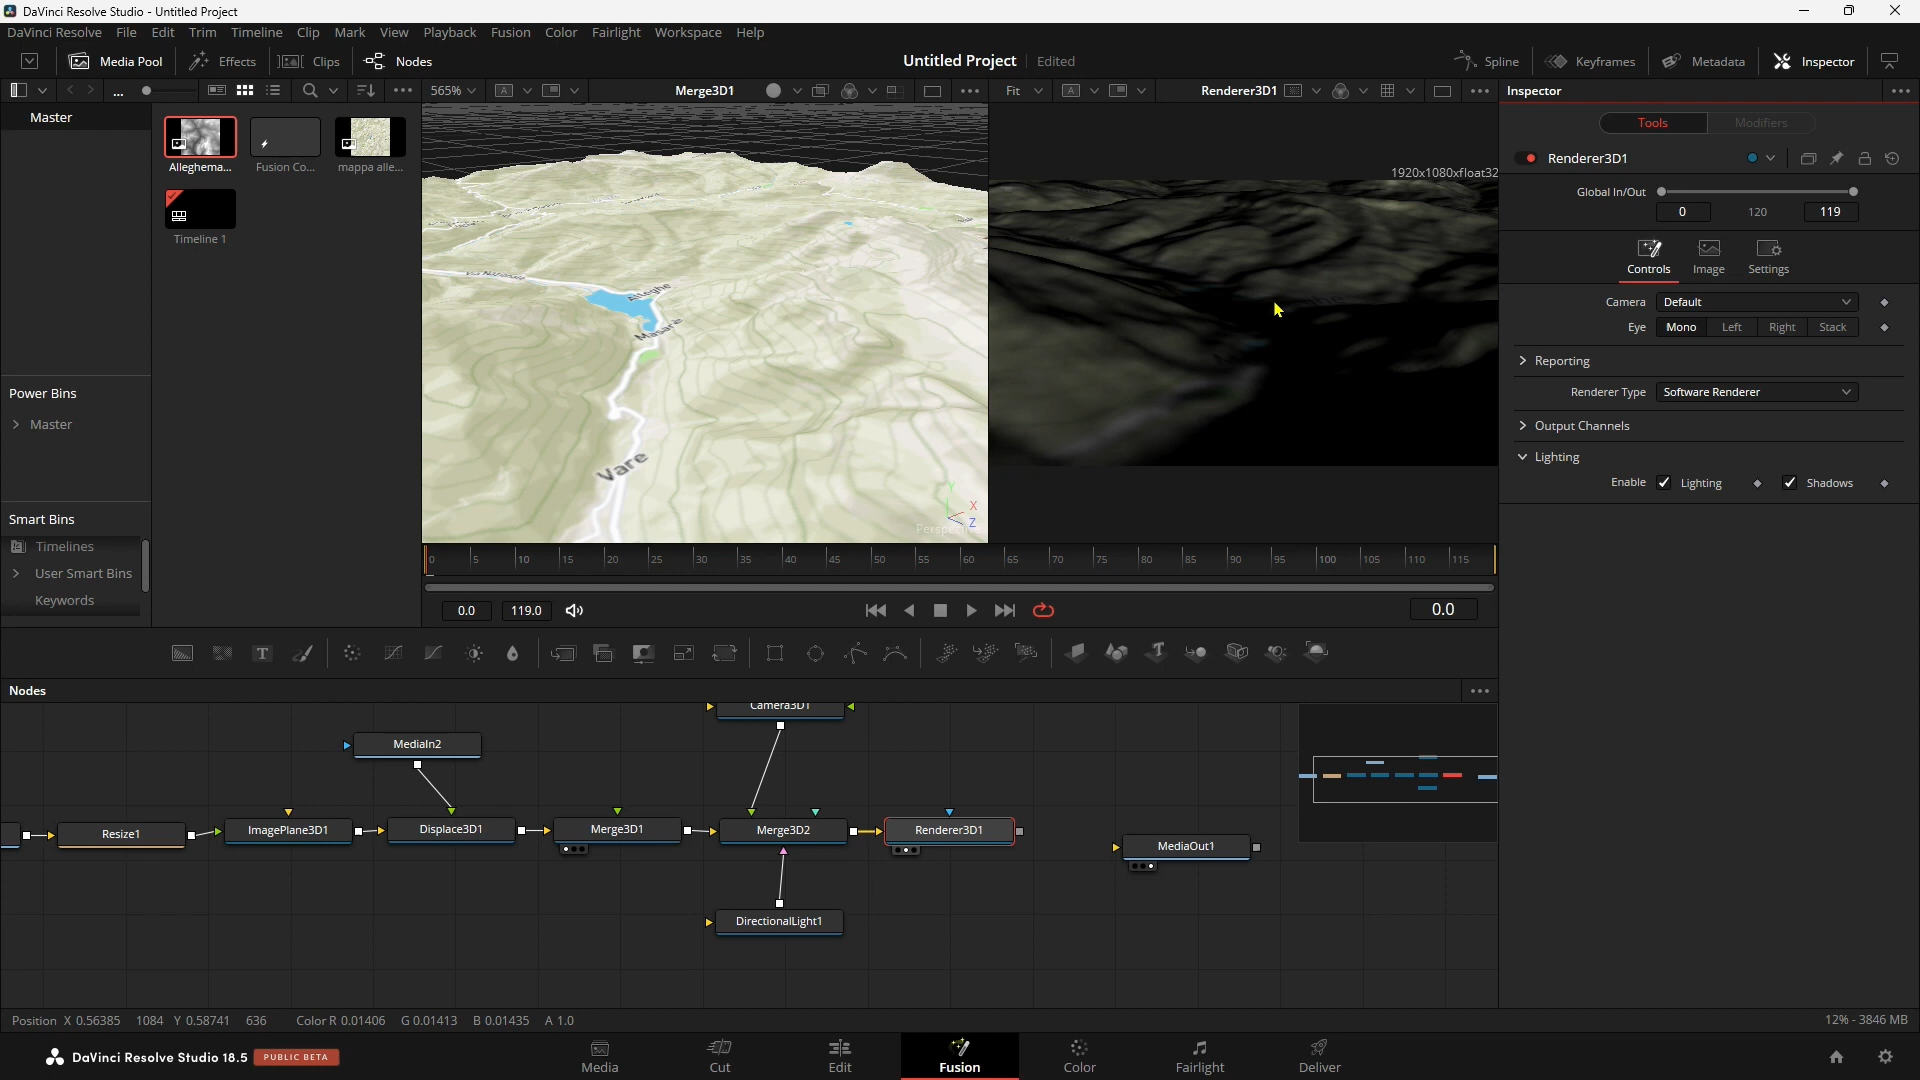 DaVinci Resolve Studio - Untitled Project
DaVinci Resolve File Edit Trim Timeline Clip Mark View Playback Fusion Color Fairlight Workspace Help
Media Pool Effects Clips Nodes Untitled Project Edited Spline Keyframes Metadata Inspector
... 565% A Merge3D1 Fit A Renderer3D1 Inspector
Master
Alleghema... Fusion Co... mappa alle...
Timeline 1
Power Bins
Master
Smart Bins
Timelines
User Smart Bins
Keywords
Via Nazionale
Alleghe
Masarè
Vare
Y
X
Z
1920x1080xfloat32
Tools Modifiers
Renderer3D1
Global In/Out
0 120 119
Controls Image Settings
Camera Default
Eye Mono Left Right Stack
Reporting
Renderer Type Software Renderer
Output Channels
Lighting
Enable Lighting Shadows
0 5 10 15 20 25 30 35 40 45 50 55 60 65 70 75 80 85 90 95 100 105 110 115
0.0 119.0 0.0
T T
Nodes
Camera3D1
MediaIn2
Resize1 ImagePlane3D1 Displace3D1 Merge3D1 Merge3D2 Renderer3D1
MediaOut1
DirectionalLight1
Position X 0.56385 1084 Y 0.58741 636 Color R 0.01406 G 0.01413 B 0.01435 A 1.0 12% - 3846 MB
DaVinci Resolve Studio 18.5 PUBLIC BETA Media Cut Edit Fusion Color Fairlight Deliver